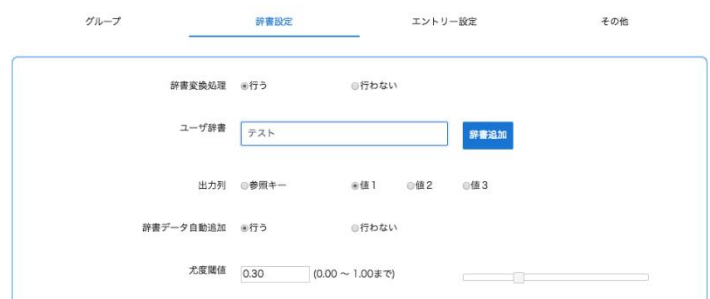 グループ 辞書設定 エントリー設定 その他
辞書変換処理 行う 行わない
ユーザ辞書 テスト 辞書追加
出力列 参照キー 値1 値2 値3
辞書データ自動追加 行う 行わない
尤度閾値 0.30 (0.00 ～ 1.00まで)